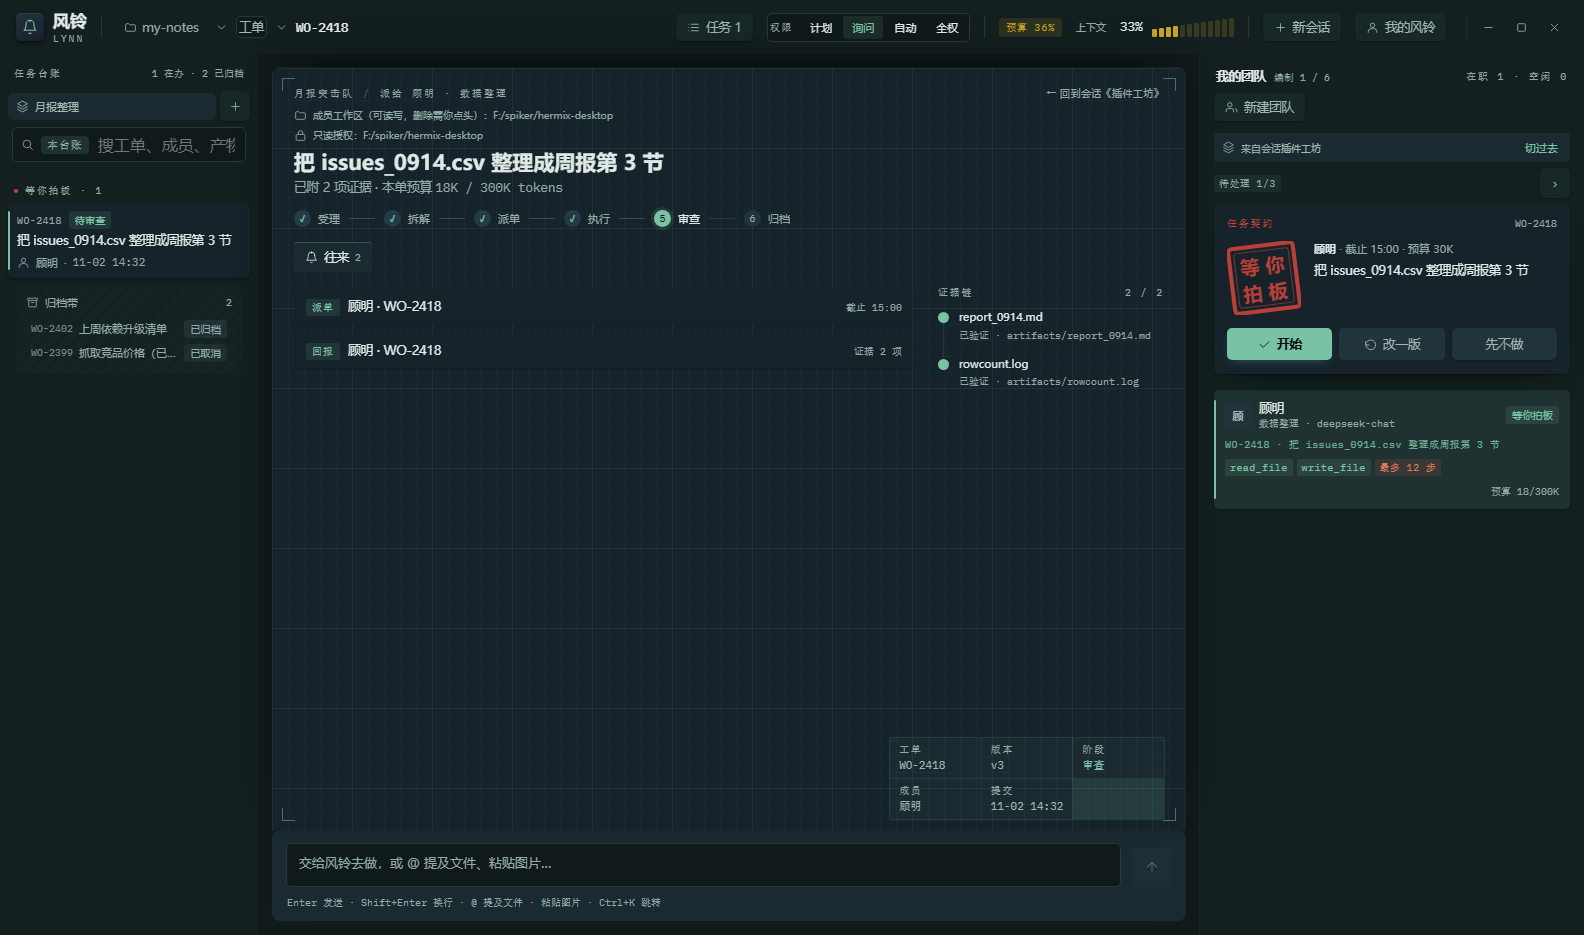 风铃
LYNN
my-notes
工单
WO-2418
任务 1
权限
计划
询问
自动
全权
预算 36%
上下文
33%
新会话
我的风铃
任务台账
1 在办 · 2 已归档
月报整理
本台账
搜工单、成员、产物
等你拍板 · 1
WO-2418 待审查
把 issues_0914.csv 整理成周报第 3 节
顾明 · 11-02 14:32
归档带
2
WO-2402 上周依赖升级清单 已归档
WO-2399 抓取竞品价格（已... 已取消
月报突击队 / 派给 顾明 · 数据整理
← 回到会话《插件工坊》
成员工作区（可读写，删除需你点头）：F:/spiker/hermix-desktop
只读授权：F:/spiker/hermix-desktop
把 issues_0914.csv 整理成周报第 3 节
已附 2 项证据 · 本单预算 18K / 300K tokens
受理
拆解
派单
执行
5 审查
6 归档
往来 2
派单 顾明 · WO-2418
截止 15:00
回报 顾明 · WO-2418
证据 2 项
证据链
2 / 2
report_0914.md
已验证 · artifacts/report_0914.md
rowcount.log
已验证 · artifacts/rowcount.log
工单
WO-2418
版本
v3
阶段
审查
成员
顾明
提交
11-02 14:32
交给风铃去做，或 @ 提及文件、粘贴图片...
Enter 发送 · Shift+Enter 换行 · @ 提及文件 · 粘贴图片 · Ctrl+K 跳转
我的团队 编制 1 / 6
在职 1 · 空闲 0
新建团队
来自会话插件工坊
切过去
待处理 1/3
任务契约
WO-2418
等你
拍板
顾明 · 截止 15:00 · 预算 30K
把 issues_0914.csv 整理成周报第 3 节
开始
改一版
先不做
顾
顾明
数据整理 · deepseek-chat
等你拍板
WO-2418 · 把 issues_0914.csv 整理成周报第 3 节
read_file write_file 最多 12 步
预算 18/300K